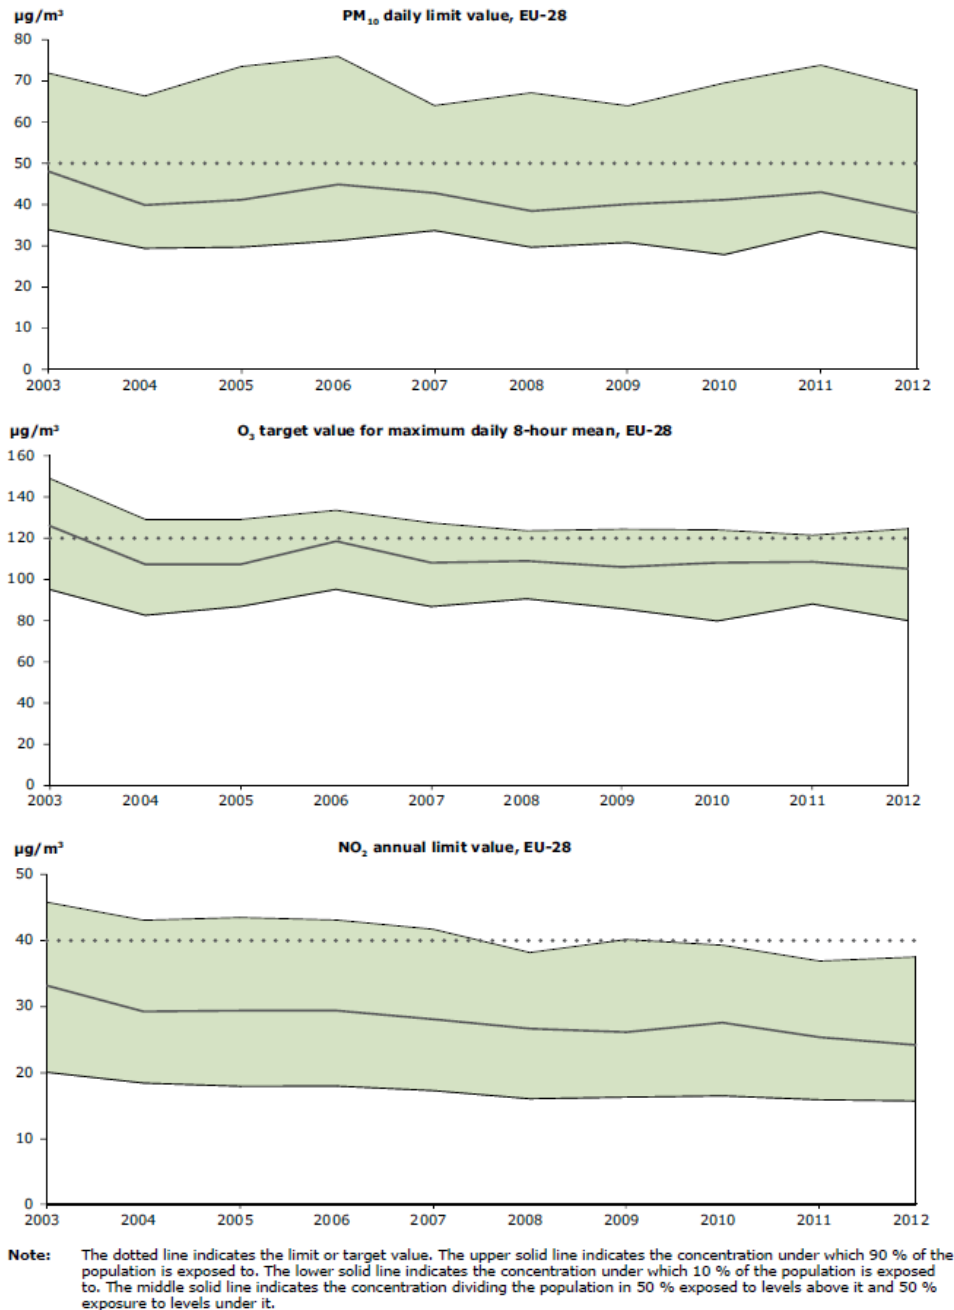 µg/m³
PM₁₀ daily limit value, EU-28
80
70
60
50
40
30
20
10
0
2003 2004 2005 2006 2007 2008 2009 2010 2011 2012
µg/m³
O₃ target value for maximum daily 8-hour mean, EU-28
160
140
120
100
80
60
40
20
0
2003 2004 2005 2006 2007 2008 2009 2010 2011 2012
µg/m³
NO₂ annual limit value, EU-28
50
40
30
20
10
0
2003 2004 2005 2006 2007 2008 2009 2010 2011 2012
Note: The dotted line indicates the limit or target value. The upper solid line indicates the concentration under which 90 % of the
population is exposed to. The lower solid line indicates the concentration under which 10 % of the population is exposed
to. The middle solid line indicates the concentration dividing the population in 50 % exposed to levels above it and 50 %
exposure to levels under it.